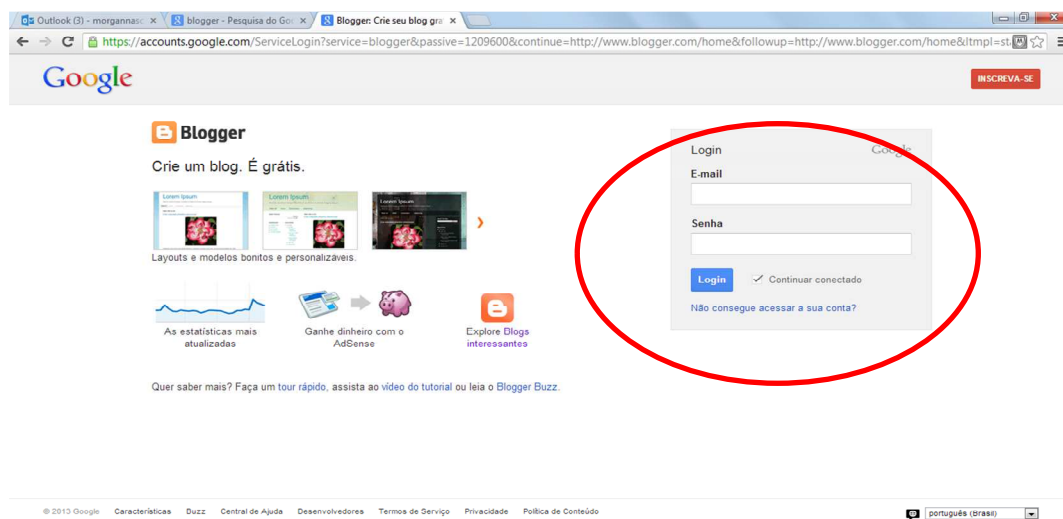 Outlook (3) - morgannasc
blogger - Pesquisa do Goo
Blogger: Crie seu blog gra
https://accounts.google.com/ServiceLogin?service=blogger&passive=1209600&continue=http://www.blogger.com/home&followup=http://www.blogger.com/home&ltmpl=st
Google
INSCREVA-SE
Blogger
Crie um blog. É grátis.
Lorem Ipsum
Lorem Ipsum
Lorem Ipsum
Layouts e modelos bonitos e personalizáveis.
As estatísticas mais
atualizadas
Ganhe dinheiro com o
AdSense
Explore Blogs
interessantes
Quer saber mais? Faça um tour rápido, assista ao vídeo do tutorial ou leia o Blogger Buzz.
Login
Google
E-mail
Senha
Login
Continuar conectado
Não consegue acessar a sua conta?
© 2013 Google Características Buzz Central de Ajuda Desenvolvedores Termos de Serviço Privacidade Política de Conteúdo
português (Brasil)